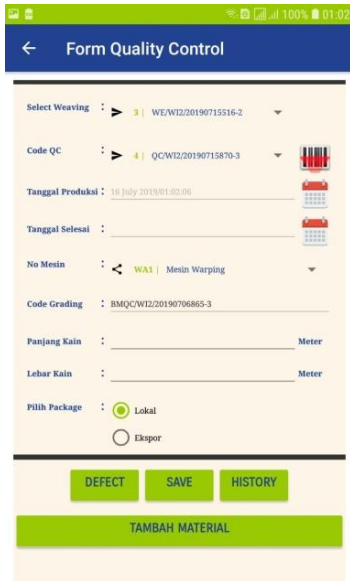 100% 01:02
Form Quality Control
Select Weaving : 3 | WE/WI2/20190715516-2
Code QC : 4 | QC/WI2/20190715870-3
Tanggal Produksi : 16 July 2019/01:02:06
Tanggal Selesai :
No Mesin : WA1 | Mesin Warping
Code Grading : BMQC/WI2/20190706865-3
Panjang Kain : Meter
Lebar Kain : Meter
Pilih Package : Lokal
Ekspor
DEFECT SAVE HISTORY
TAMBAH MATERIAL